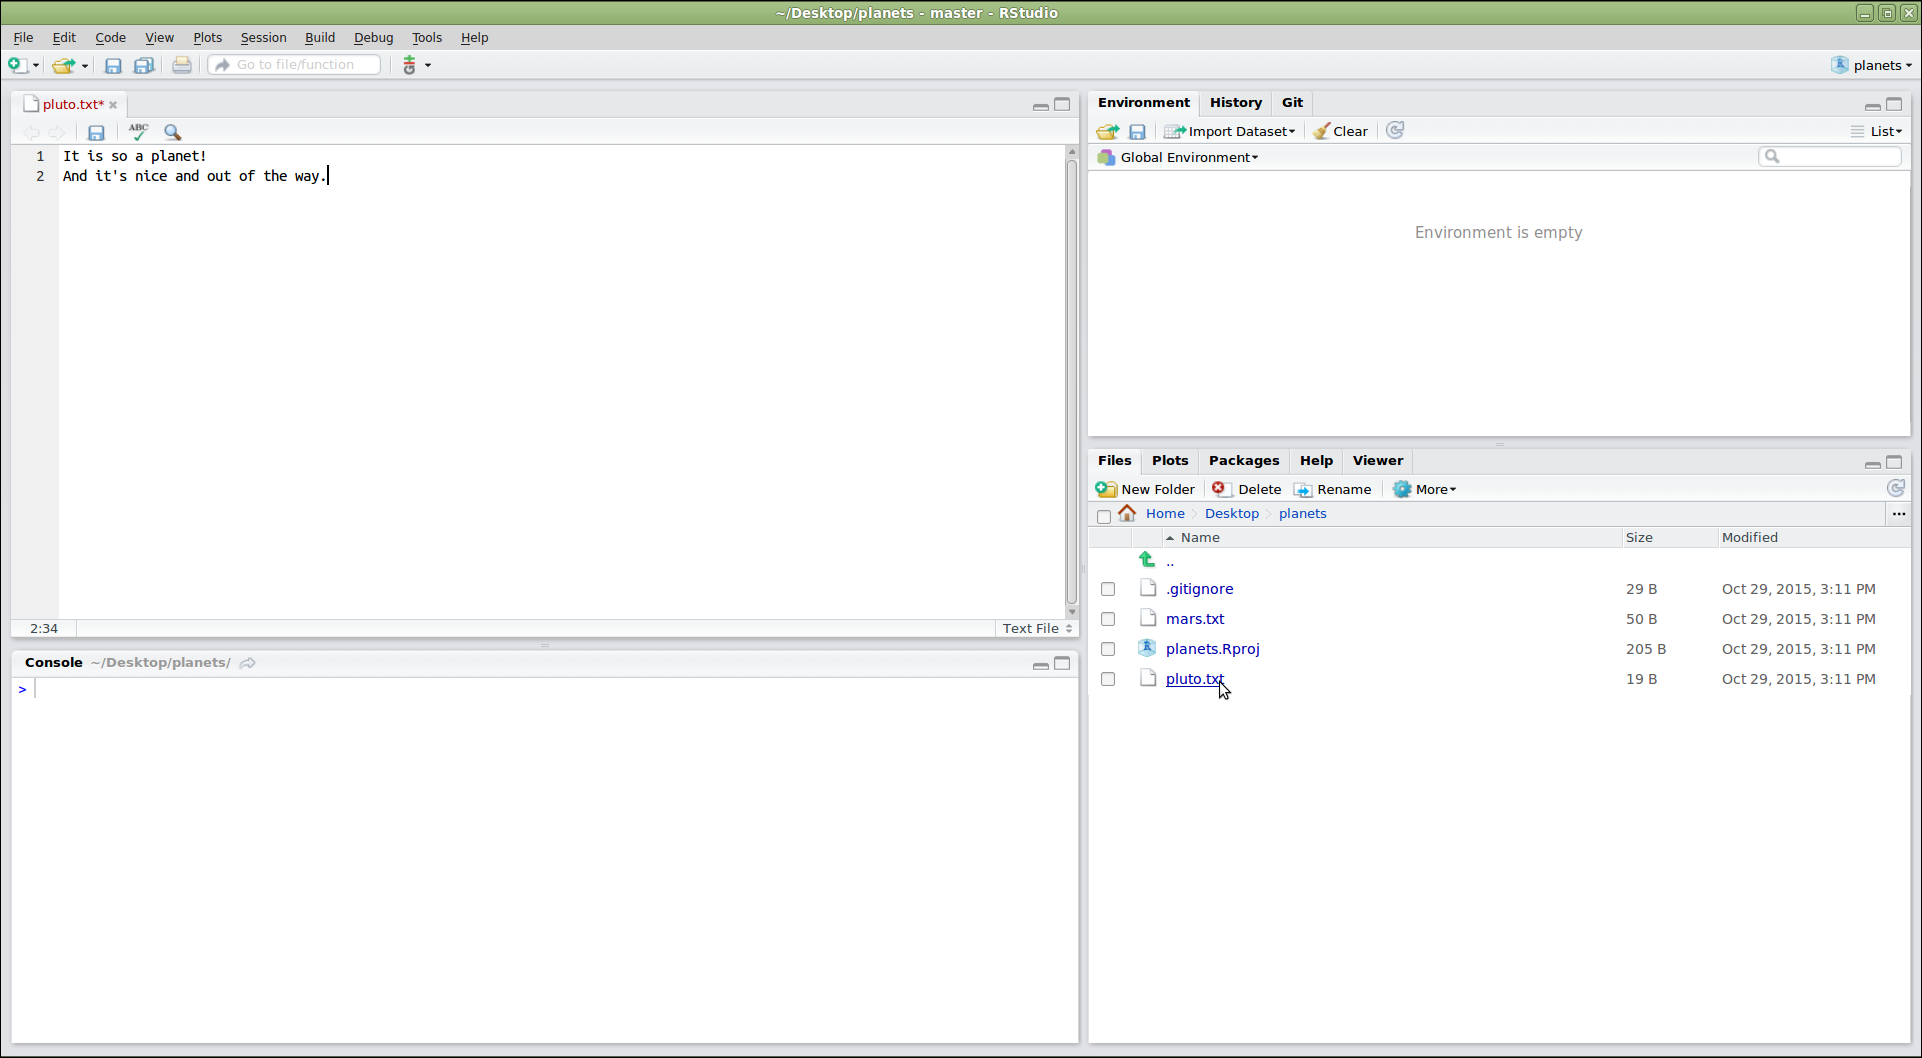 ~/Desktop/planets - master - RStudio
File Edit Code View Plots Session Build Debug Tools Help
Go to file/function
planets
pluto.txt*
ABC
1 It is so a planet!
2 And it's nice and out of the way.
2:34 Text File
Console ~/Desktop/planets/
>
Environment History Git
Import Dataset Clear List
Global Environment
Environment is empty
Files Plots Packages Help Viewer
New Folder Delete Rename More
Home Desktop planets ...
Name Size Modified
..
.gitignore 29 B Oct 29, 2015, 3:11 PM
mars.txt 50 B Oct 29, 2015, 3:11 PM
planets.Rproj 205 B Oct 29, 2015, 3:11 PM
pluto.txt 19 B Oct 29, 2015, 3:11 PM